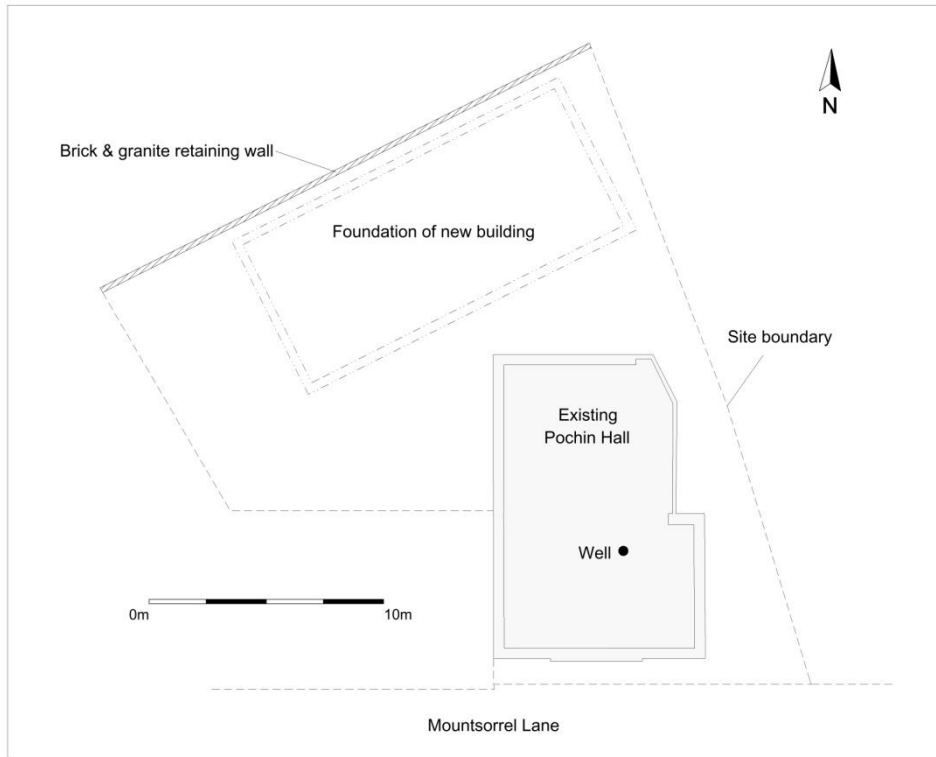 N
Brick & granite retaining wall
Foundation of new building
Site boundary
Existing
Pochin Hall
Well
0m
10m
Mountsorrel Lane